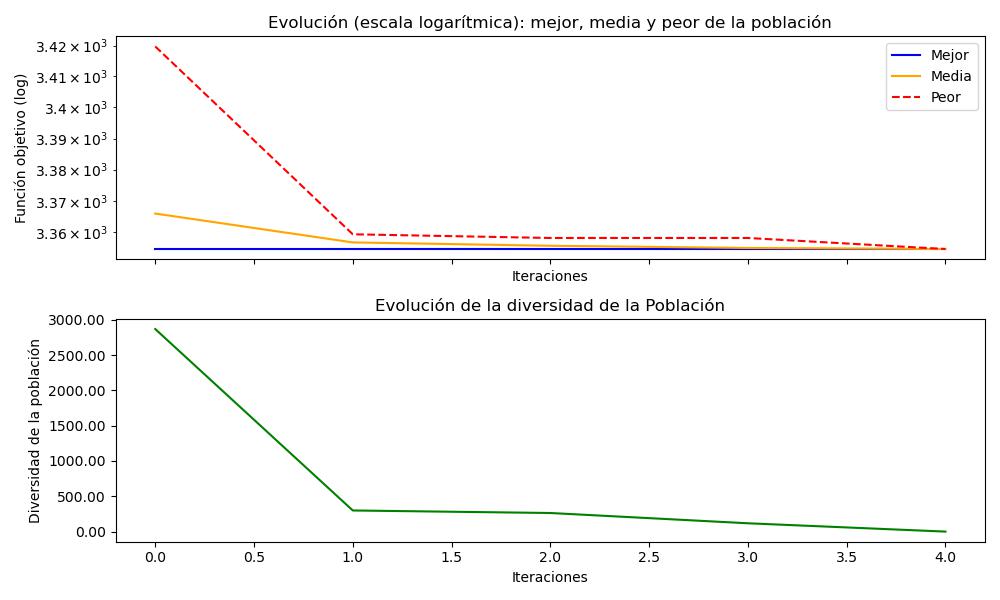 Evolución (escala logarítmica): mejor, media y peor de la población
3.42 × 10³
3.41 × 10³
3.4 × 10³
3.39 × 10³
3.38 × 10³
3.37 × 10³
3.36 × 10³
Función objetivo (log)
Mejor
Media
Peor
Iteraciones
Evolución de la diversidad de la Población
3000.00
2500.00
2000.00
1500.00
1000.00
500.00
0.00
Diversidad de la población
0.0 0.5 1.0 1.5 2.0 2.5 3.0 3.5 4.0
Iteraciones